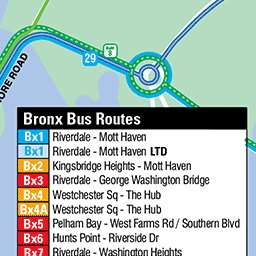 29
ORE ROAD
Bronx Bus Routes
Bx1 Riverdale - Mott Haven
Bx1 Riverdale - Mott Haven LTD
Bx2 Kingsbridge Heights - Mott Haven
Bx3 Riverdale - George Washington Bridge
Bx4 Westchester Sq - The Hub
Bx4A Westchester Sq - The Hub
Bx5 Pelham Bay - West Farms Rd / Southern Blvd
Bx6 Hunts Point - Riverside Dr
Bx7 Riverdale - Washington Heights